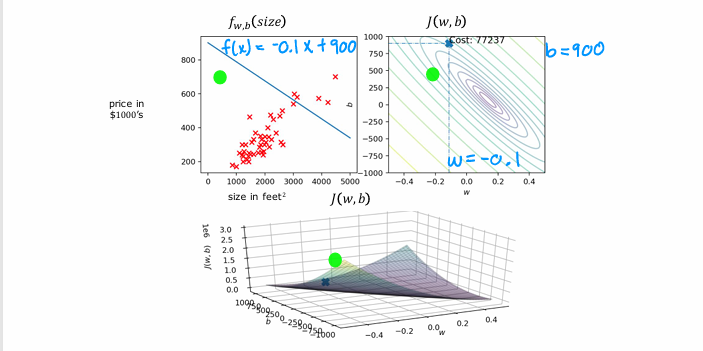 f_{w,b}(size)
J(w, b)
f(x) = -0.1x+900
800
600
400
200
0
1000
2000
3000
4000
5000
price in
$1000's
size in feet²
Cost: 77237
b=900
w=-0.1
1000
750
500
250
0
−250
−500
−750
−1000
b
−0.4
−0.2
0.0
0.2
0.4
w
J(w, b)
1e6
J(w, b)
3.0
2.5
2.0
1.5
1.0
0.5
0.0
1000
750
500
250
0
−250
−500
−750
−1000
b
−0.4
−0.2
0.0
0.2
0.4
w